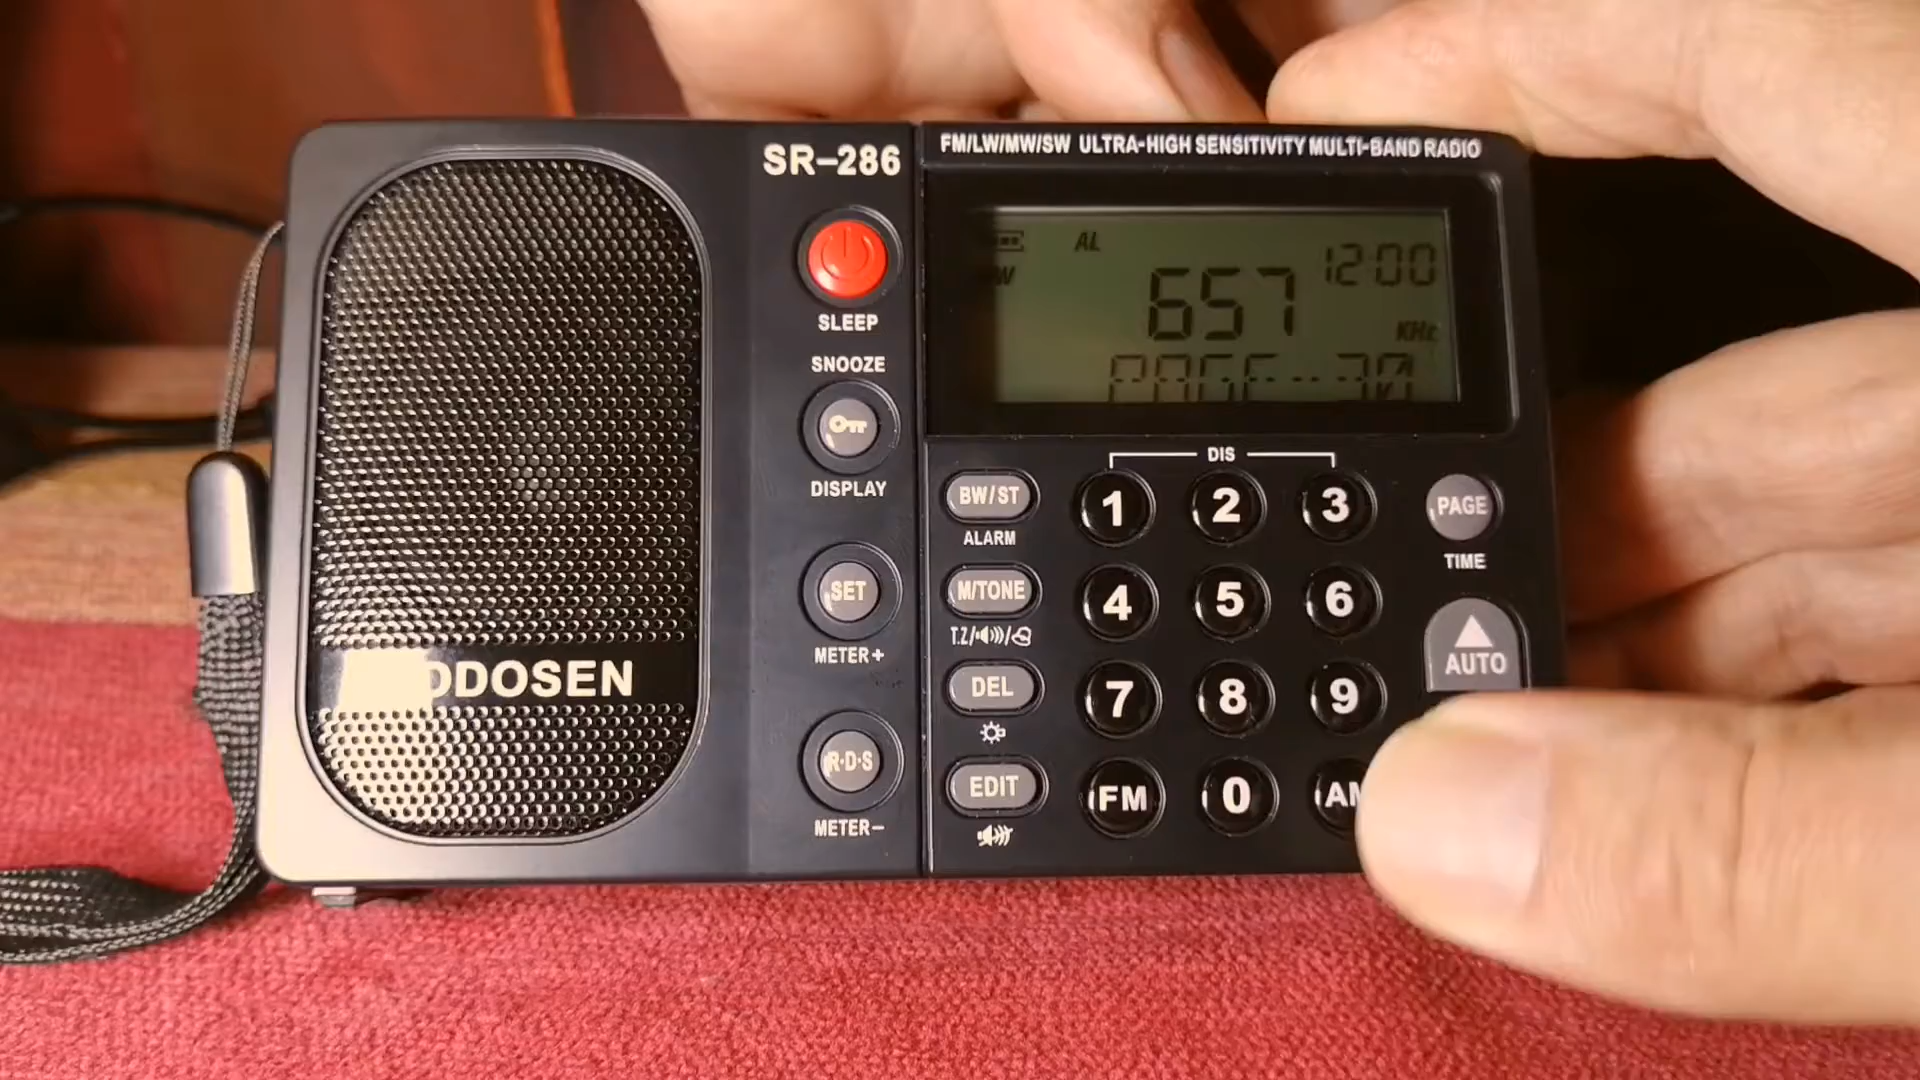 SR-286
FM/LW/MW/SW ULTRA-HIGH SENSITIVITY MULTI-BAND RADIO
AL
12:00
657
KHz
SLEEP
SNOOZE
DISPLAY
SET
METER+
R·D·S
METER-
DIS
BW/ST
1 2 3
PAGE
ALARM
TIME
M/TONE
4 5 6
T.Z/
AUTO
DEL
7 8 9
EDIT
FM 0 AM